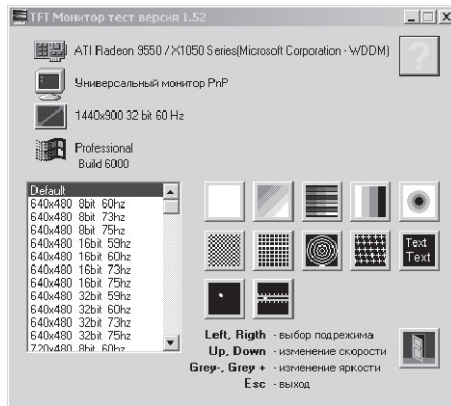 TFT Монитор тест версия 1.52
ATI Radeon 9550 / X1050 Series(Microsoft Corporation - WDDM)
Универсальный монитор PnP
1440x900 32 bit 60 Hz
Professional
Build 6000
Default
640x480 8bit 60hz
640x480 8bit 73hz
640x480 8bit 75hz
640x480 16bit 59hz
640x480 16bit 60hz
640x480 16bit 73hz
640x480 16bit 75hz
640x480 32bit 59hz
640x480 32bit 60hz
640x480 32bit 73hz
640x480 32bit 75hz
720x480 8bit 60hz
?
Text
Text
Left, Rigth - выбор подрежима
Up, Down - изменение скорости
Grey-, Grey + - изменение яркости
Esc - выход